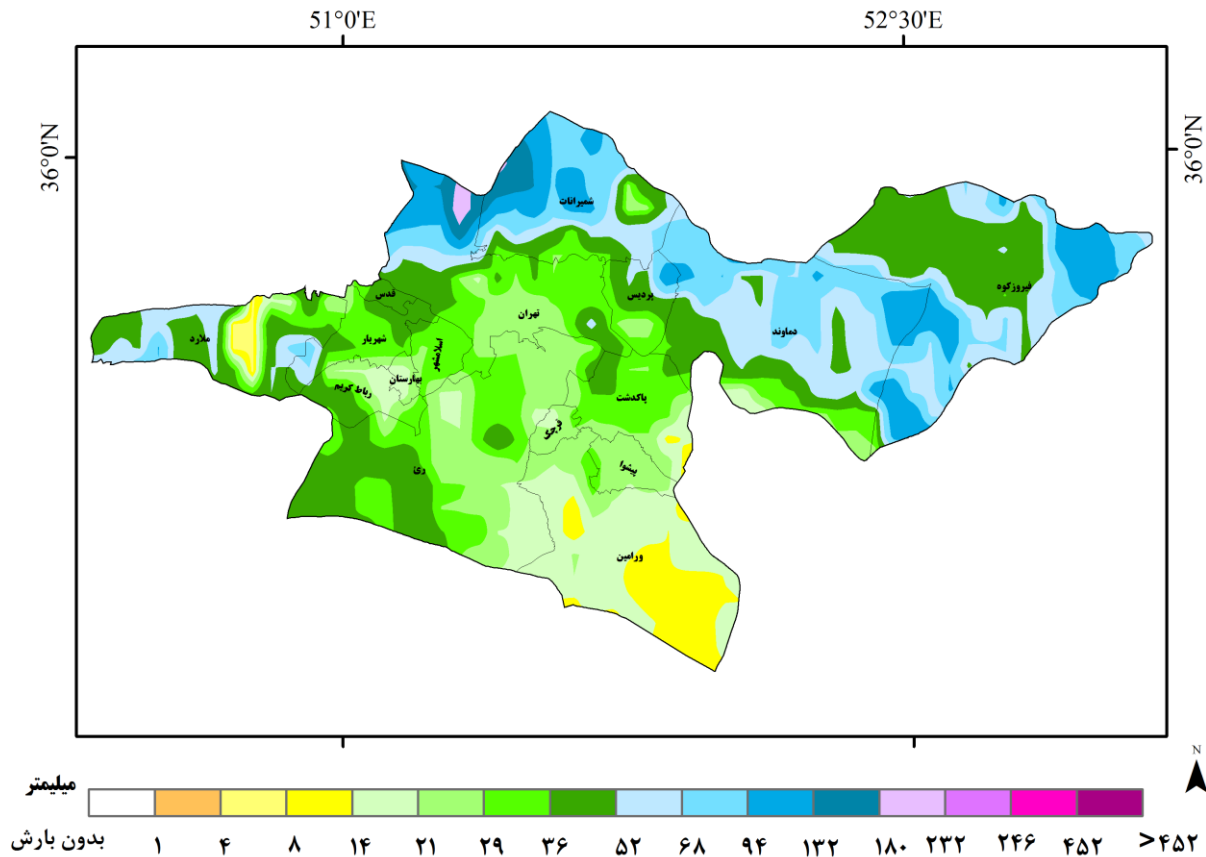 51°0'E 52°30'E
36°0'N 36°0'N
شمیرانات
فیروزکوه
قدس
پردیس
تهران
دماوند
ملارد
شهریار
اسلامشهر
بهارستان
رباط کریم
پاکدشت
قرچک
ری
پیشوا
ورامین
N
میلیمتر
بدون بارش ۱ ۴ ۸ ۱۴ ۲۱ ۲۹ ۳۶ ۵۲ ۶۸ ۹۴ ۱۳۲ ۱۸۰ ۲۳۲ ۲۴۶ ۴۵۲ >۴۵۲